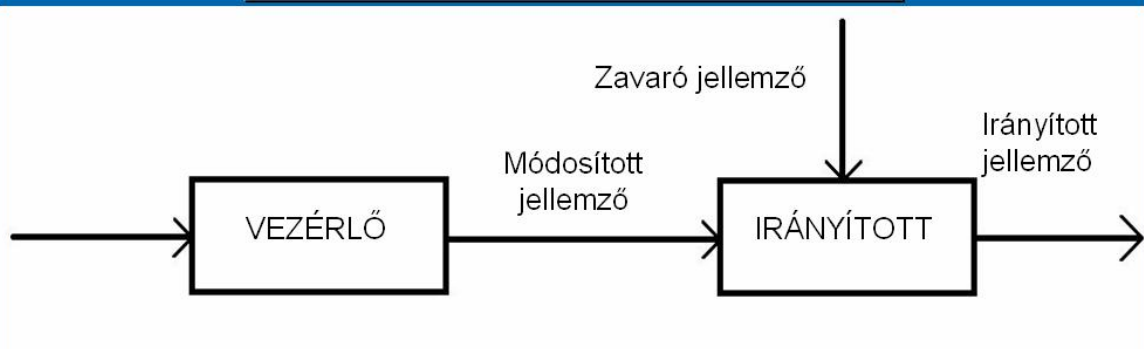 Zavaró jellemző
Irányított
jellemző
Módosított
jellemző
VEZÉRLŐ
IRÁNYÍTOTT